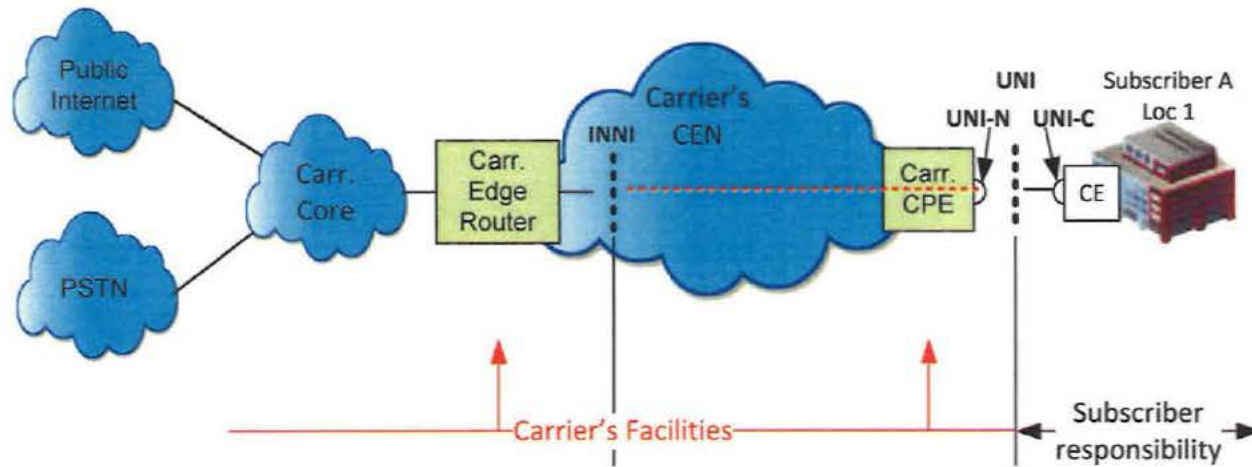 Public
Internet
PSTN
Carr.
Core
Carr.
Edge
Router
INNI
Carrier's
CEN
Carr.
CPE
UNI-N
UNI
UNI-C
CE
Subscriber A
Loc 1
Carrier's Facilities
Subscriber
responsibility